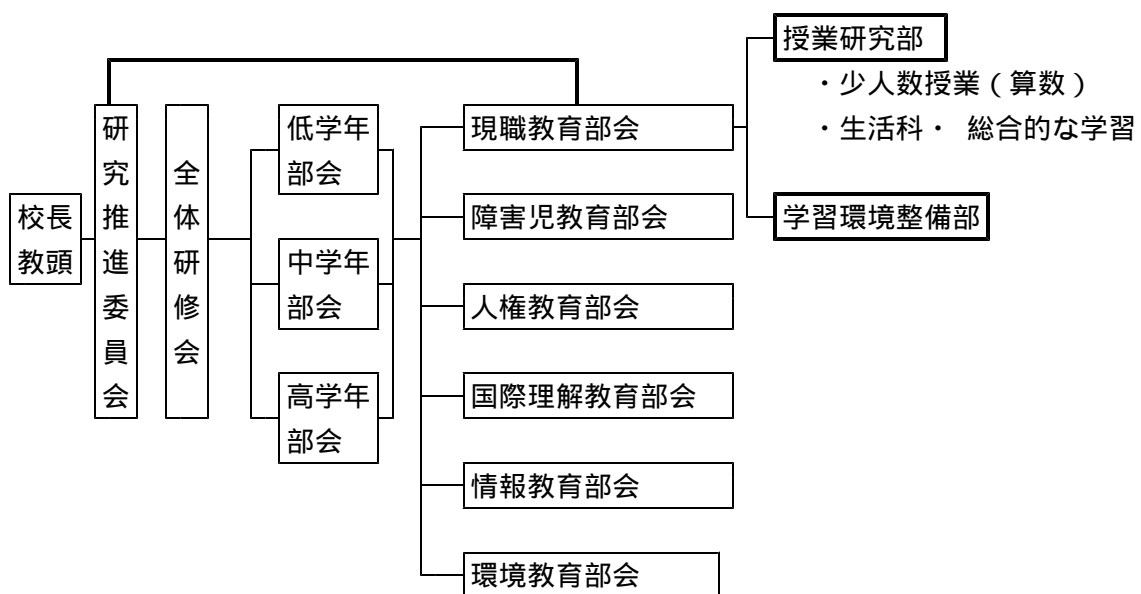 校長
教頭
研究推進委員会
全体研修会
低学年
部会
中学年
部会
高学年
部会
現職教育部会
障害児教育部会
人権教育部会
国際理解教育部会
情報教育部会
環境教育部会
授業研究部
・少人数授業（算数）
・生活科・ 総合的な学習
学習環境整備部